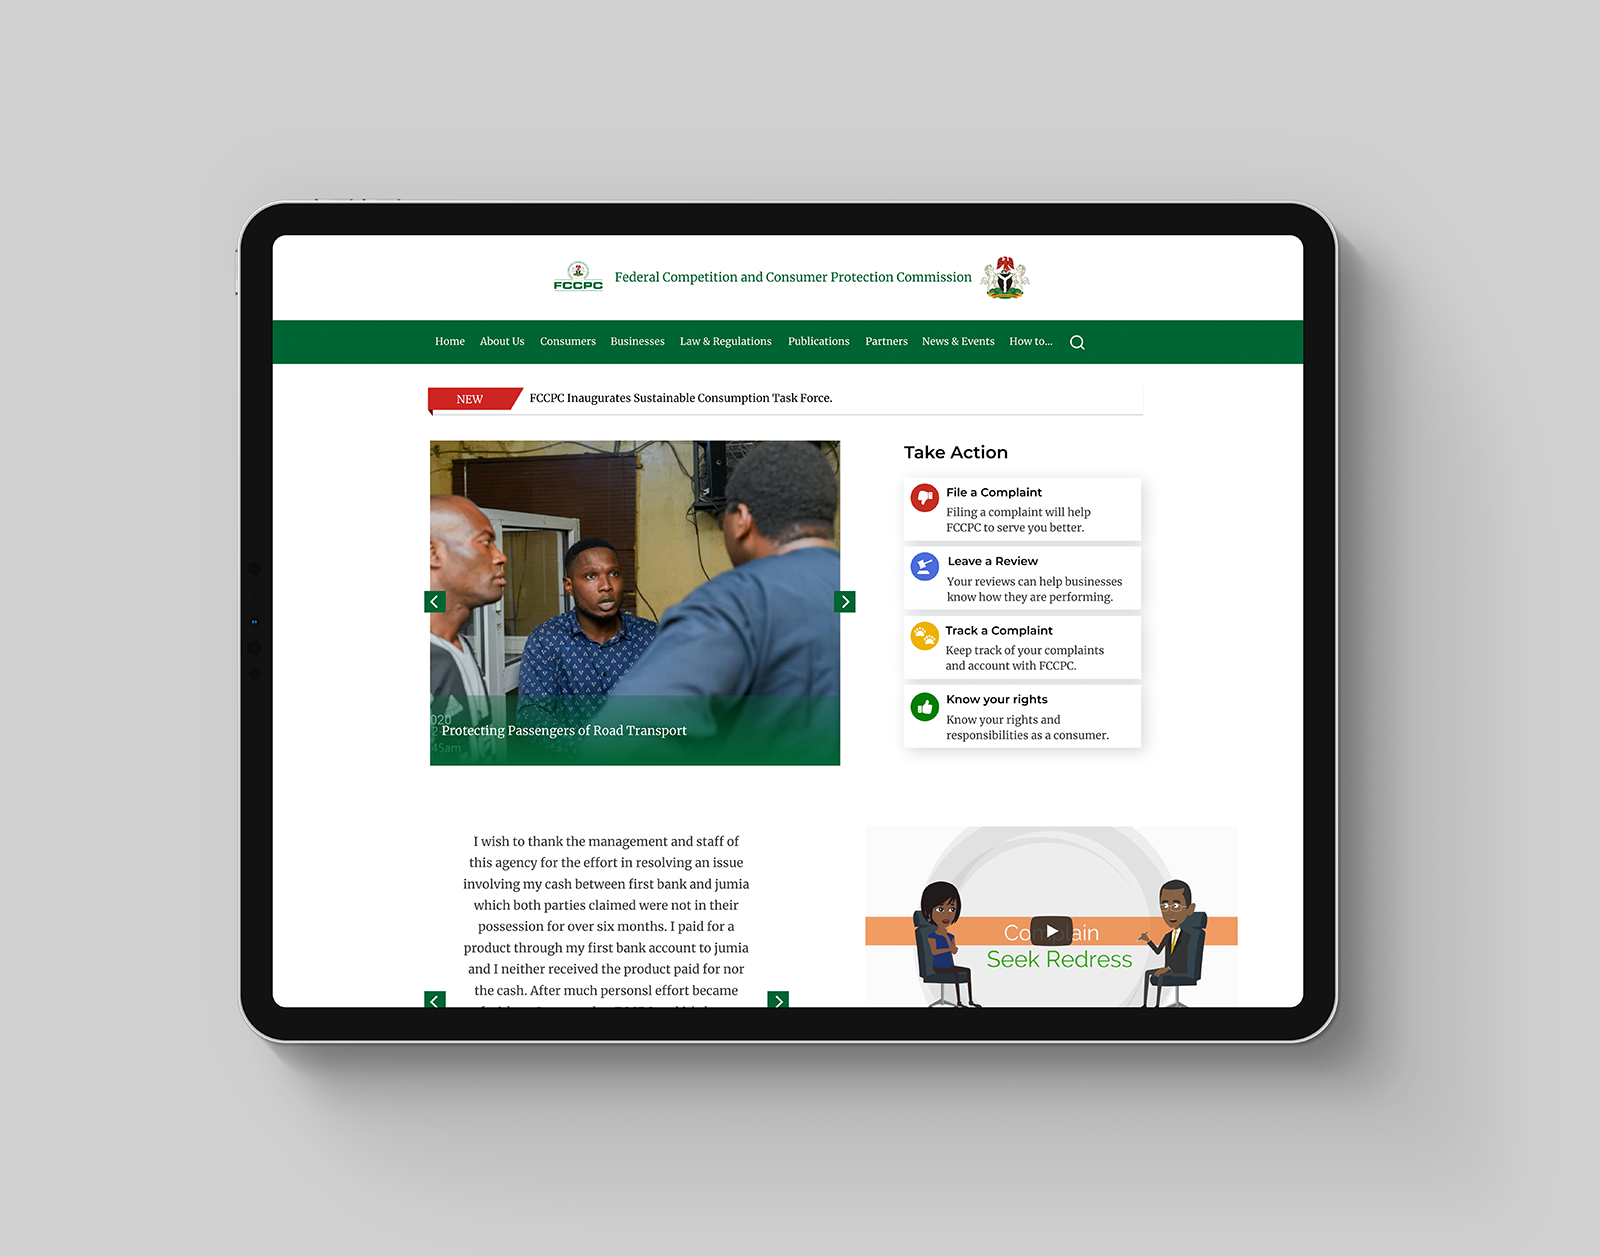 FCCPC
Federal Competition and Consumer Protection Commission
Home About Us Consumers Businesses Law & Regulations Publications Partners News & Events How to...
NEW
FCCPC Inaugurates Sustainable Consumption Task Force.
020
2
45am
Protecting Passengers of Road Transport
Take Action
File a Complaint
Filing a complaint will help
FCCPC to serve you better.
Leave a Review
Your reviews can help businesses
know how they are performing.
Track a Complaint
Keep track of your complaints
and account with FCCPC.
Know your rights
Know your rights and
responsibilities as a consumer.
I wish to thank the management and staff of
this agency for the effort in resolving an issue
involving my cash between first bank and jumia
which both parties claimed were not in their
possession for over six months. I paid for a
product through my first bank account to jumia
and I neither received the product paid for nor
the cash. After much personsl effort became
Complain
Seek Redress